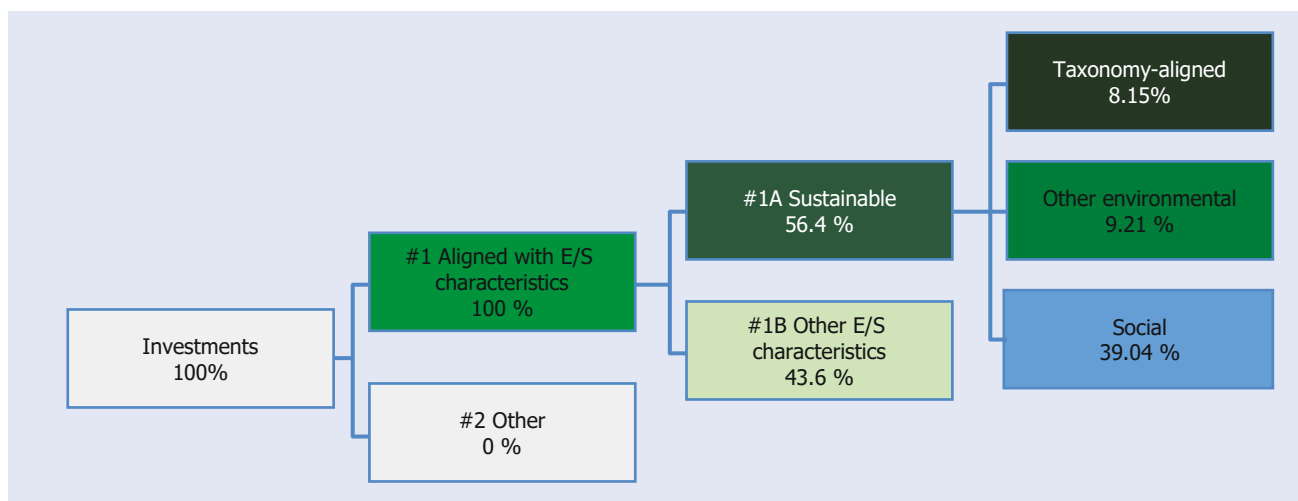 Investments
100%
#1 Aligned with E/S
characteristics
100 %
#2 Other
0 %
#1A Sustainable
56.4 %
#1B Other E/S
characteristics
43.6 %
Taxonomy-aligned
8.15%
Other environmental
9.21 %
Social
39.04 %